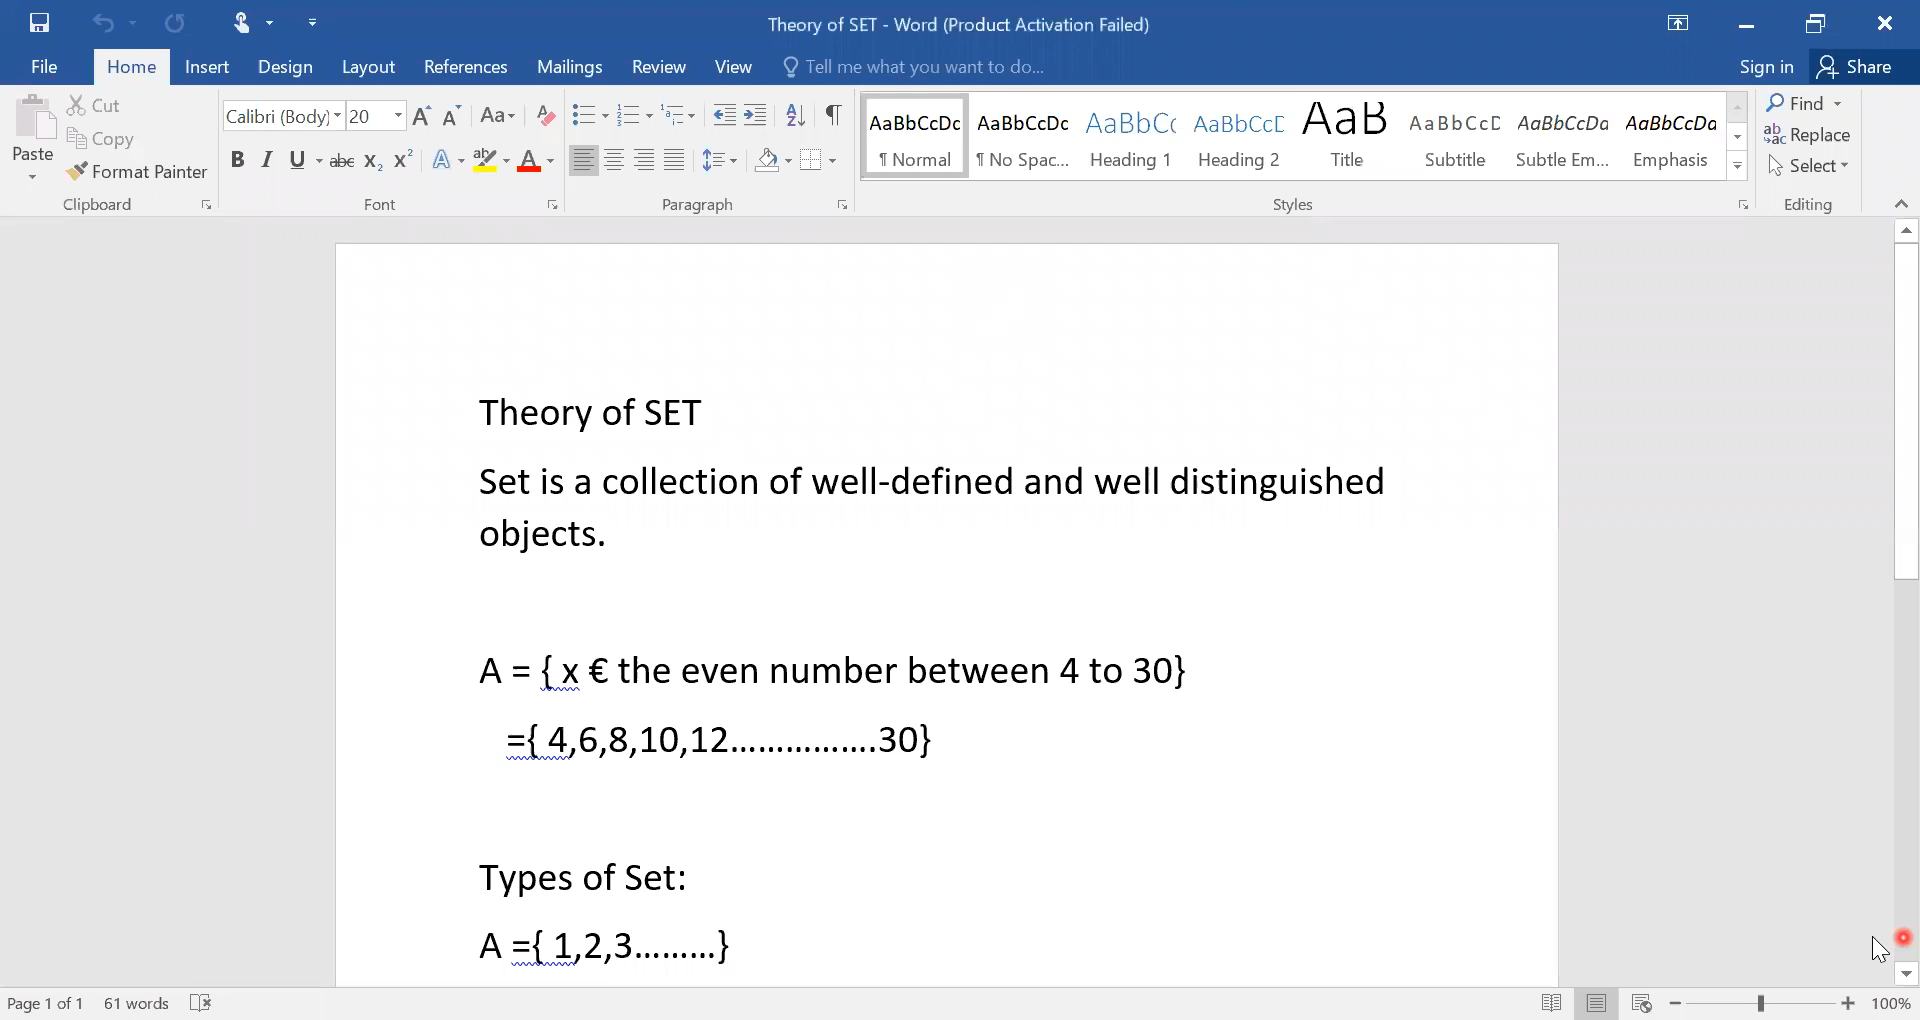 Theory of SET - Word (Product Activation Failed)
File Home Insert Design Layout References Mailings Review View Tell me what you want to do... Sign in Share
Paste
Cut
Copy
Format Painter
Clipboard
Calibri (Body) 20
Font
Paragraph
AaBbCcDc AaBbCcDc AaBbCc AaBbCcD AaB AaBbCcD AaBbCcDc AaBbCcDc
¶ Normal ¶ No Spac... Heading 1 Heading 2 Title Subtitle Subtle Em... Emphasis
Styles
Find
Replace
Select
Editing
Theory of SET
Set is a collection of well-defined and well distinguished
objects.
A = { x € the even number between 4 to 30}
={ 4,6,8,10,12................30}
Types of Set:
A ={ 1,2,3.........}
Page 1 of 1 61 words 100%